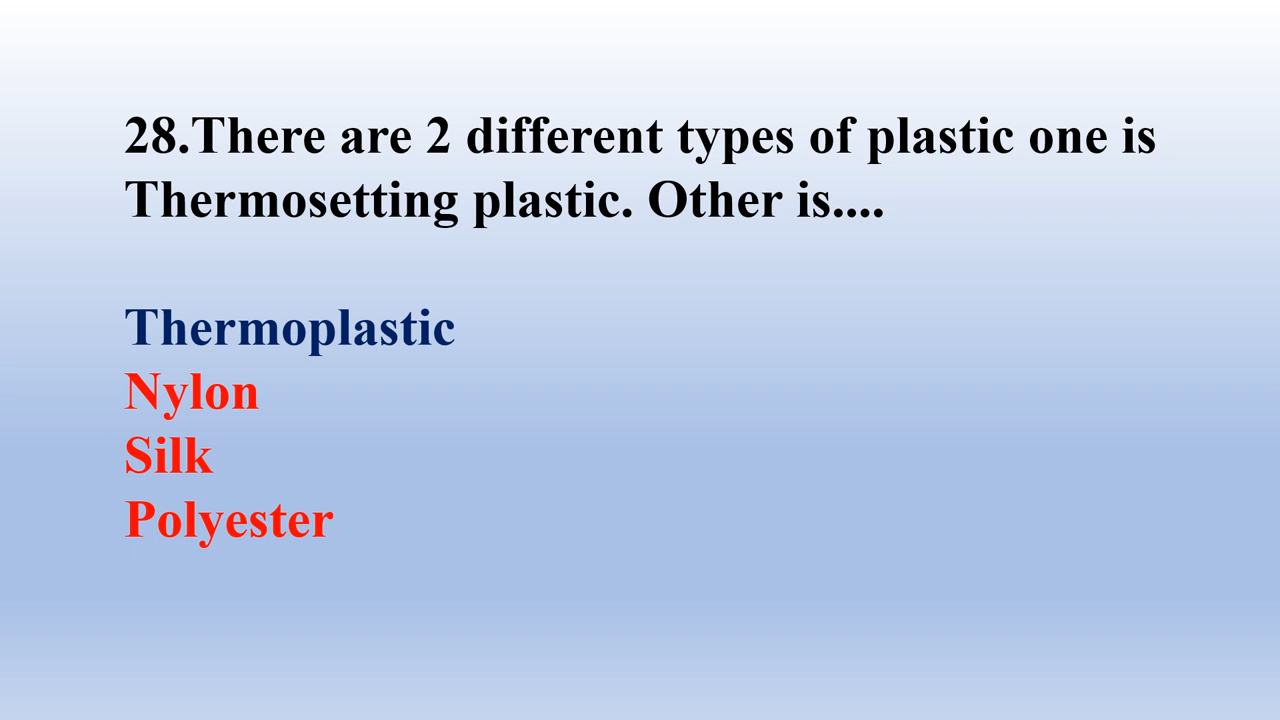 28.There are 2 different types of plastic one is
Thermosetting plastic. Other is....
Thermoplastic
Nylon
Silk
Polyester